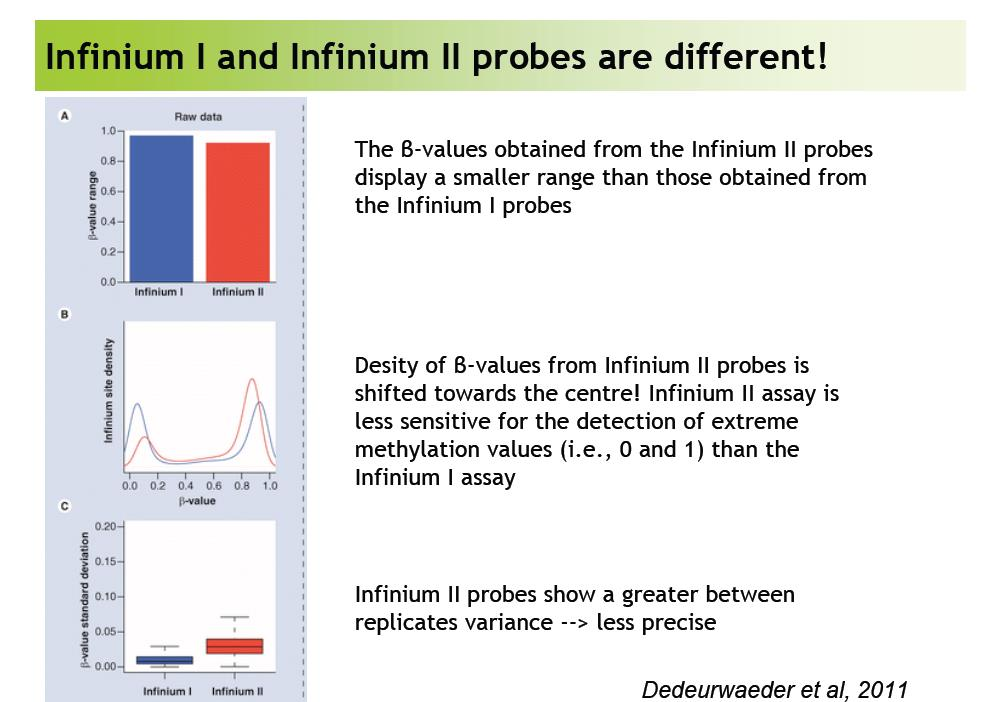 Infinium I and Infinium II probes are different!
A
Raw data
β-value range
1.0
0.8
0.6
0.4
0.2
0.0
Infinium I Infinium II
The ß-values obtained from the Infinium II probes
display a smaller range than those obtained from
the Infinium I probes
B
Infinium site density
0.0 0.2 0.4 0.6 0.8 1.0
β-value
Desity of ß-values from Infinium II probes is
shifted towards the centre! Infinium II assay is
less sensitive for the detection of extreme
methylation values (i.e., 0 and 1) than the
Infinium I assay
C
β-value standard deviation
0.20
0.15
0.10
0.05
0.00
Infinium I Infinium II
Infinium II probes show a greater between
replicates variance --> less precise
Dedeurwaeder et al, 2011